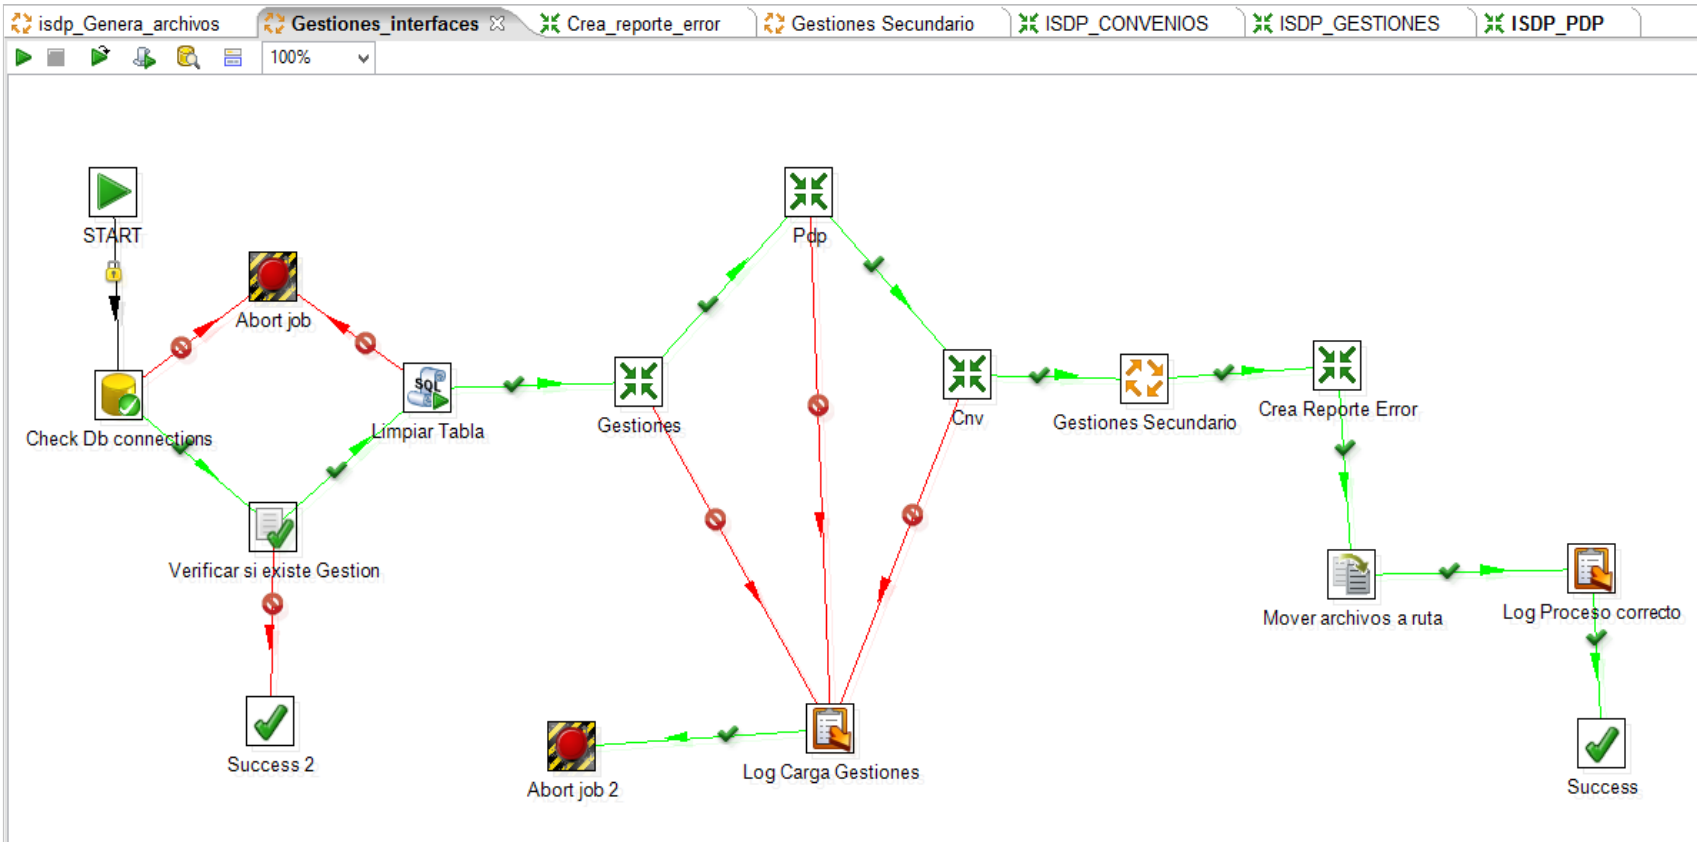 isdp_Genera_archivos
Gestiones_interfaces
Crea_reporte_error
Gestiones Secundario
ISDP_CONVENIOS
ISDP_GESTIONES
ISDP_PDP
100%
START
Abort job
Check Db connections
Limpiar Tabla
Verificar si existe Gestion
Success 2
Gestiones
Pdp
Cnv
Log Carga Gestiones
Abort job 2
Gestiones Secundario
Crea Reporte Error
Mover archivos a ruta
Log Proceso correcto
Success
SQL